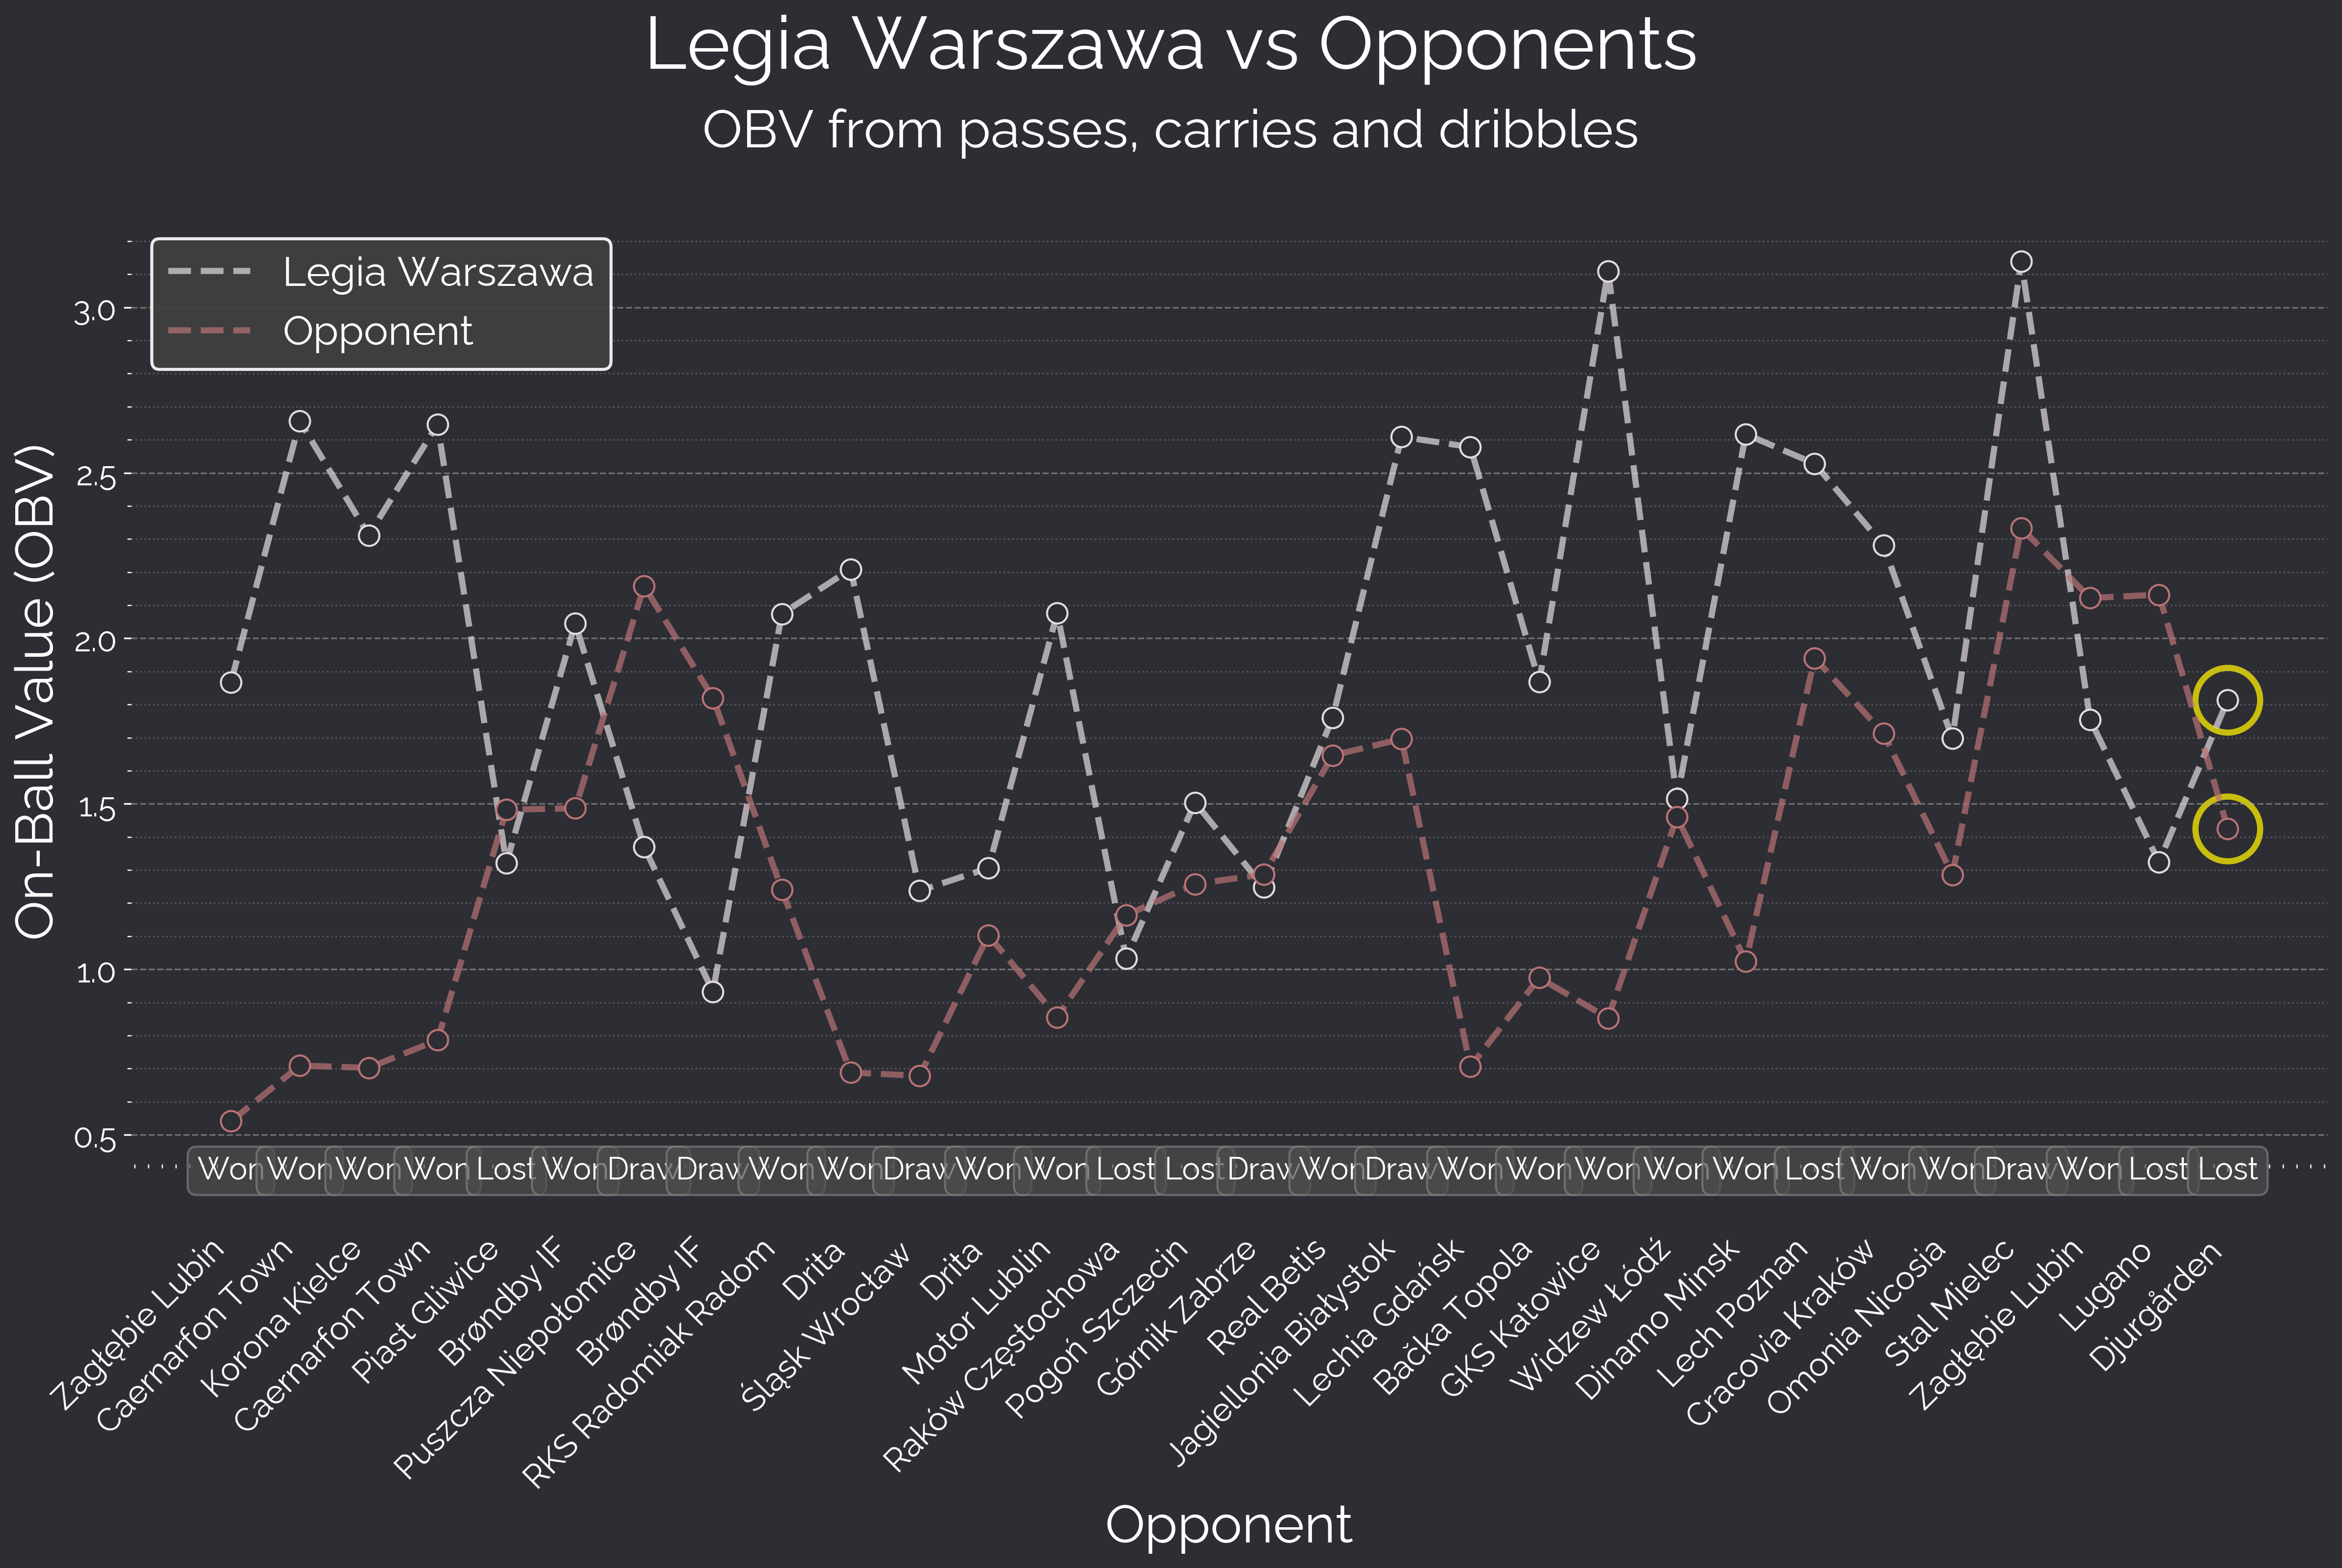 Legia Warszawa vs Opponents
OBV from passes, carries and dribbles
Legia Warszawa
Opponent
On-Ball Value (OBV)
3.0
2.5
2.0
1.5
1.0
0.5
Won Won Won Won Lost Won Draw Draw Won Won Draw Won Won Lost Lost Draw Won Draw Won Won Won Won Won Lost Won Won Draw Won Lost Lost
Zagłębie Lubin
Caernarfon Town
Korona Kielce
Caernarfon Town
Piast Gliwice
Brøndby IF
Puszcza Niepołomice
Brøndby IF
RKS Radomiak Radom
Drita
Śląsk Wrocław
Drita
Motor Lublin
Raków Częstochowa
Pogoń Szczecin
Górnik Zabrze
Real Betis
Jagiellonia Białystok
Lechia Gdańsk
Bačka Topola
GKS Katowice
Widzew Łódź
Dinamo Minsk
Lech Poznan
Cracovia Kraków
Omonia Nicosia
Stal Mielec
Zagłębie Lubin
Lugano
Djurgården
Opponent